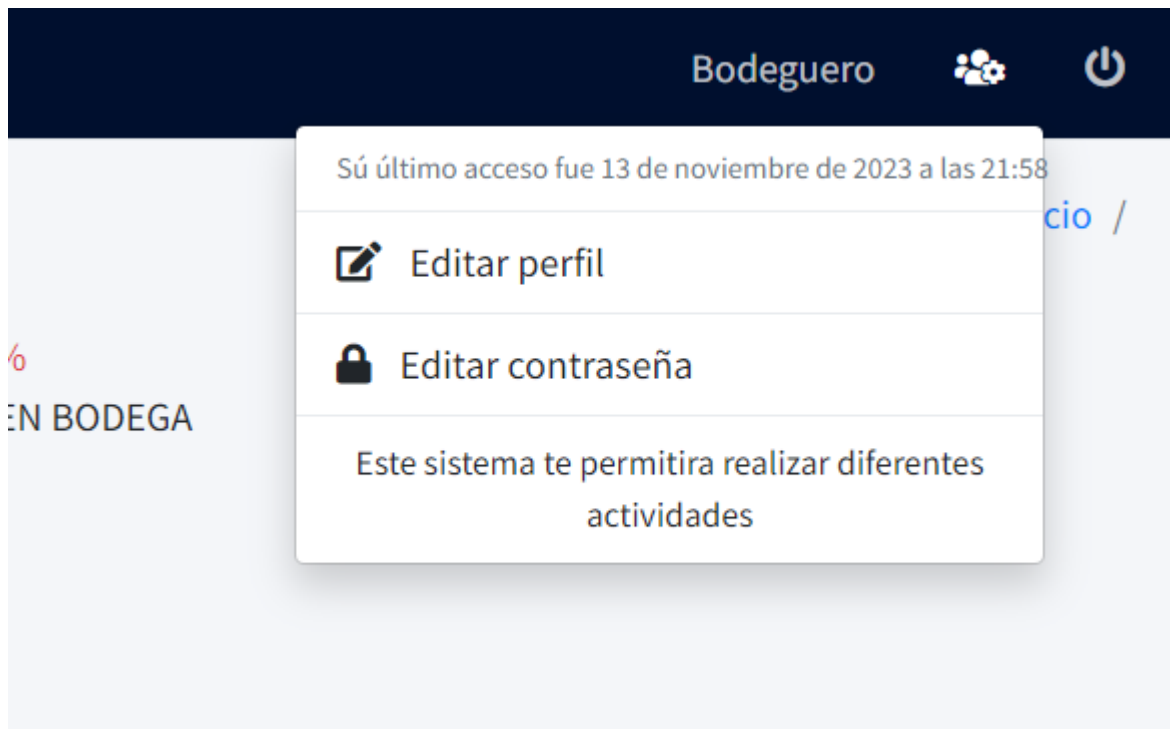 Bodeguero
Sú último acceso fue 13 de noviembre de 2023 a las 21:58
cio /
Editar perfil
%
Editar contraseña
EN BODEGA
Este sistema te permitira realizar diferentes
actividades